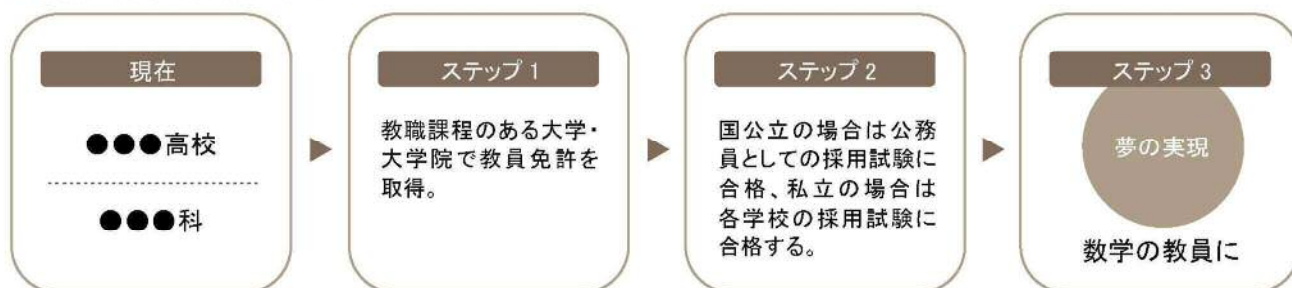 現在
●●●高校
●●●科
ステップ 1
教職課程のある大学・
大学院で教員免許を
取得。
ステップ 2
国公立の場合は公務
員としての採用試験に
合格、私立の場合は
各学校の採用試験に
合格する。
ステップ 3
夢の実現
数学の教員に